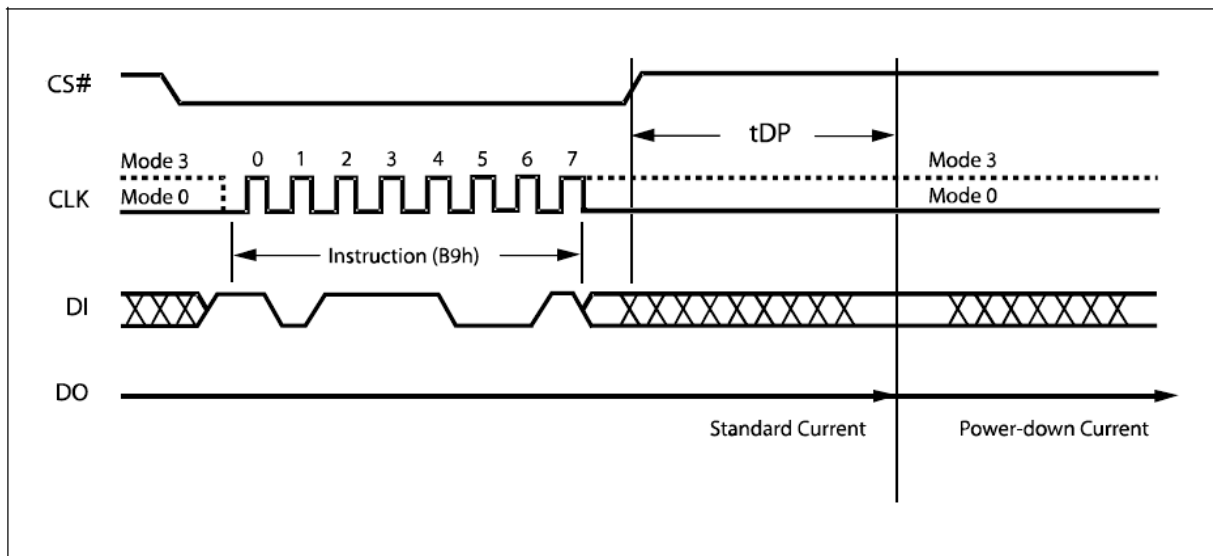 CS#
tDP
Mode 3
0 1 2 3 4 5 6 7
Mode 3
CLK
Mode 0
Mode 0
Instruction (B9h)
DI
DO
Standard Current
Power-down Current